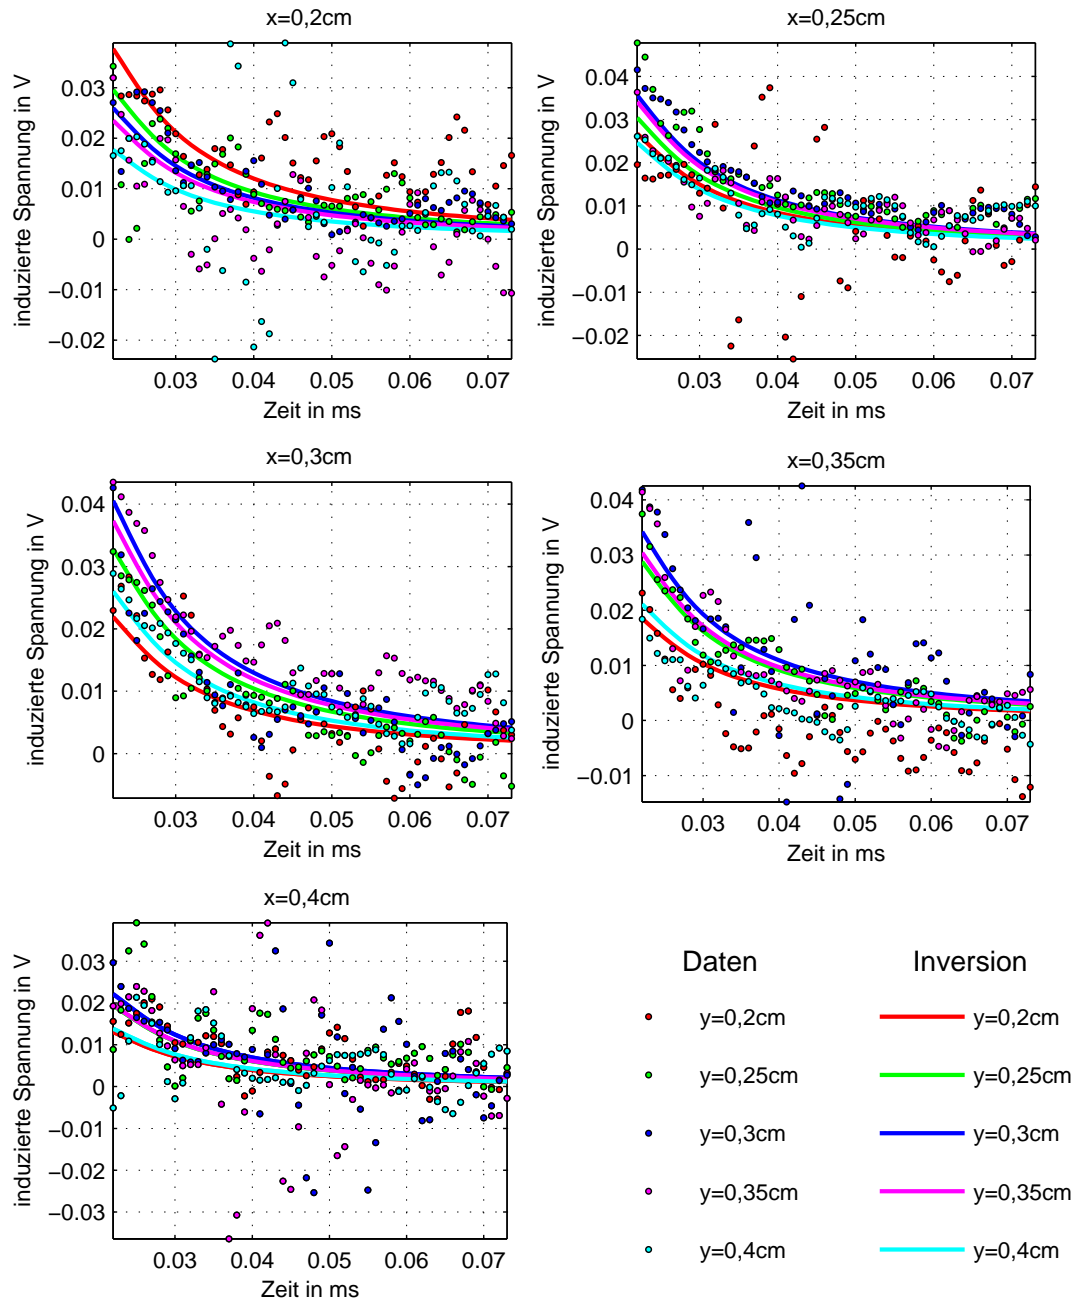 x=0,2cm
induzierte Spannung in V
0.03
0.02
0.01
0
−0.01
−0.02
0.03 0.04 0.05 0.06 0.07
Zeit in ms
x=0,25cm
induzierte Spannung in V
0.04
0.03
0.02
0.01
0
−0.01
−0.02
0.03 0.04 0.05 0.06 0.07
Zeit in ms
x=0,3cm
induzierte Spannung in V
0.04
0.03
0.02
0.01
0
0.03 0.04 0.05 0.06 0.07
Zeit in ms
x=0,35cm
induzierte Spannung in V
0.04
0.03
0.02
0.01
0
−0.01
0.03 0.04 0.05 0.06 0.07
Zeit in ms
x=0,4cm
induzierte Spannung in V
0.03
0.02
0.01
0
−0.01
−0.02
−0.03
0.03 0.04 0.05 0.06 0.07
Zeit in ms
Daten Inversion
y=0,2cm y=0,2cm
y=0,25cm y=0,25cm
y=0,3cm y=0,3cm
y=0,35cm y=0,35cm
y=0,4cm y=0,4cm